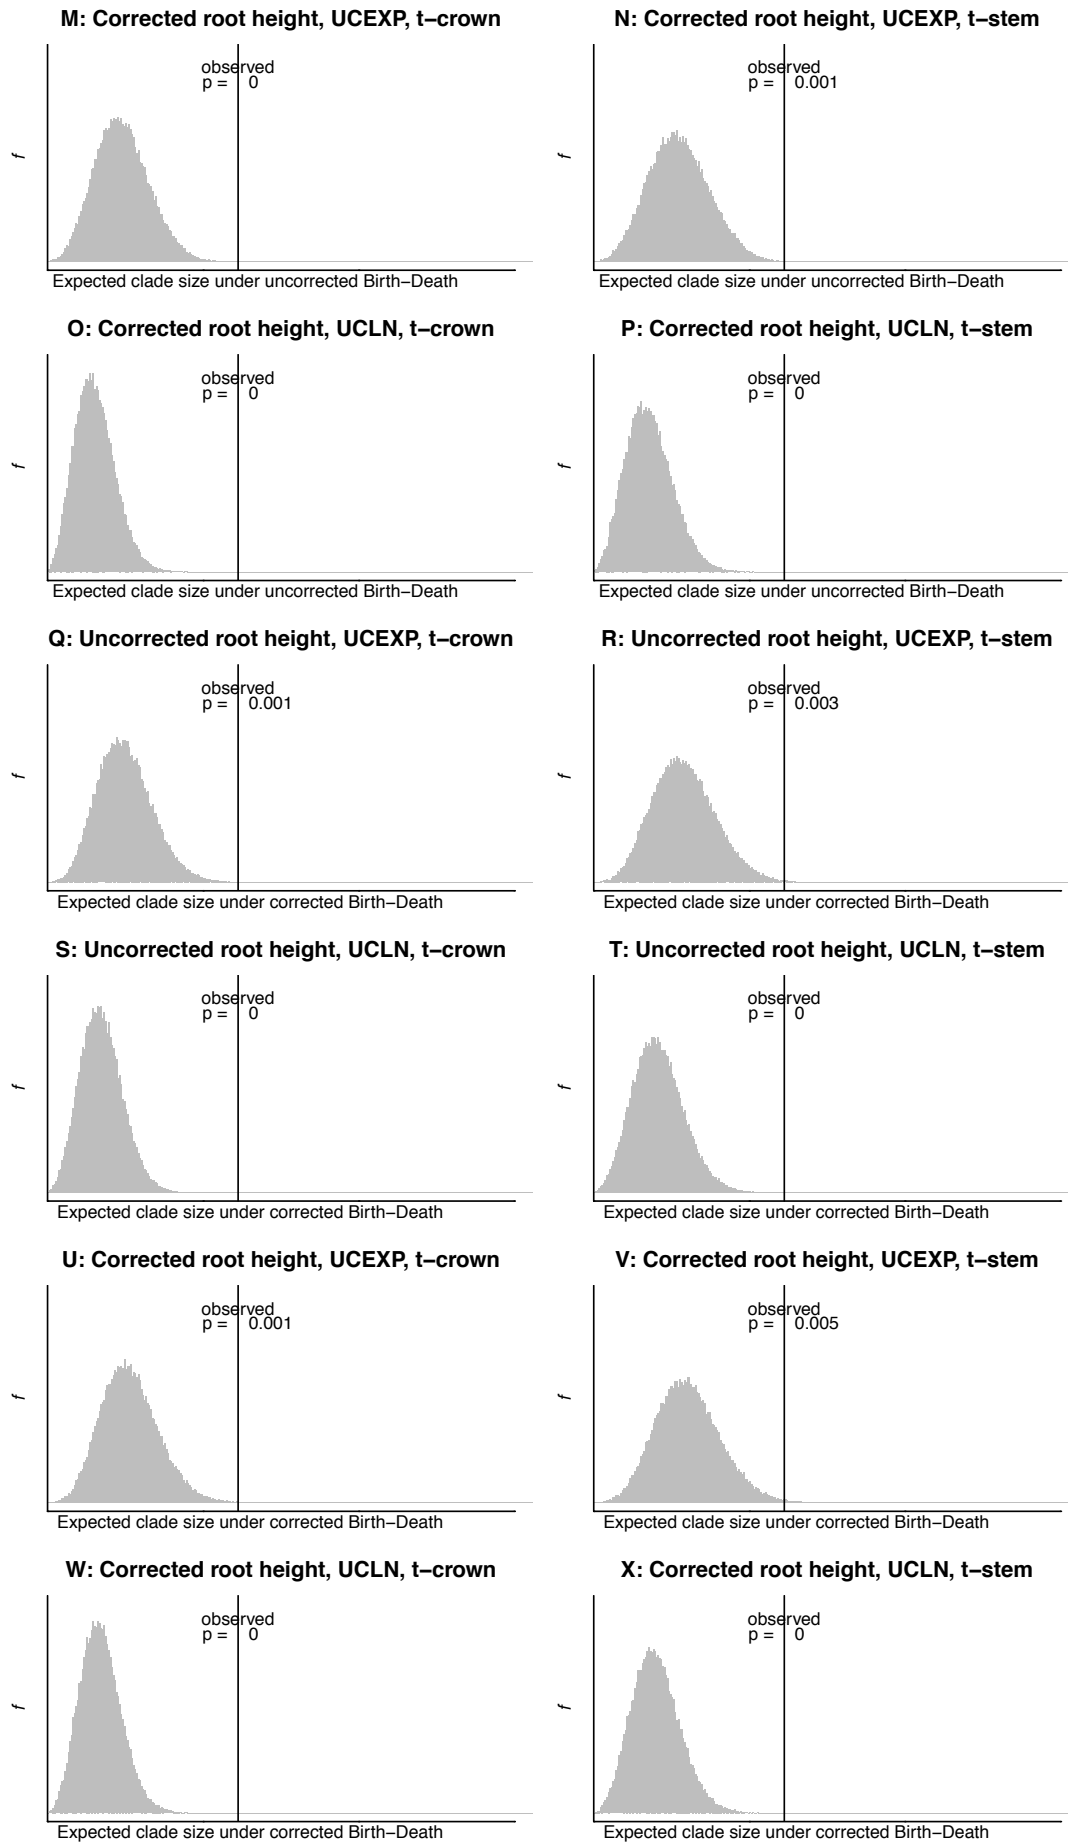 M: Corrected root height, UCEXP, t−crown
observed
p = 0
f
Expected clade size under uncorrected Birth−Death
N: Corrected root height, UCEXP, t−stem
observed
p = 0.001
f
Expected clade size under uncorrected Birth−Death
O: Corrected root height, UCLN, t−crown
observed
p = 0
f
Expected clade size under uncorrected Birth−Death
P: Corrected root height, UCLN, t−stem
observed
p = 0
f
Expected clade size under uncorrected Birth−Death
Q: Uncorrected root height, UCEXP, t−crown
observed
p = 0.001
f
Expected clade size under corrected Birth−Death
R: Uncorrected root height, UCEXP, t−stem
observed
p = 0.003
f
Expected clade size under corrected Birth−Death
S: Uncorrected root height, UCLN, t−crown
observed
p = 0
f
Expected clade size under corrected Birth−Death
T: Uncorrected root height, UCLN, t−stem
observed
p = 0
f
Expected clade size under corrected Birth−Death
U: Corrected root height, UCEXP, t−crown
observed
p = 0.001
f
Expected clade size under corrected Birth−Death
V: Corrected root height, UCEXP, t−stem
observed
p = 0.005
f
Expected clade size under corrected Birth−Death
W: Corrected root height, UCLN, t−crown
observed
p = 0
f
Expected clade size under corrected Birth−Death
X: Corrected root height, UCLN, t−stem
observed
p = 0
f
Expected clade size under corrected Birth−Death